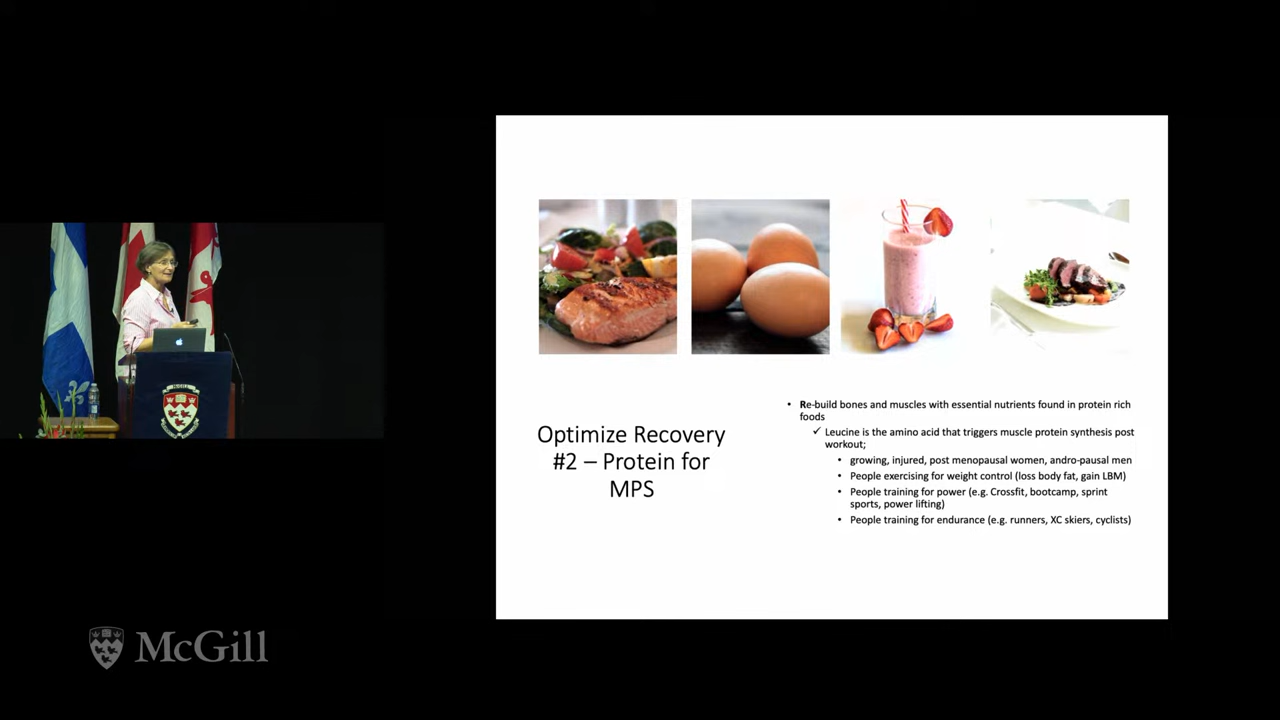 Optimize Recovery
#2 – Protein for
MPS
• Re-build bones and muscles with essential nutrients found in protein rich
foods
✓ Leucine is the amino acid that triggers muscle protein synthesis post
workout;
• growing, injured, post menopausal women, andro-pausal men
• People exercising for weight control (loss body fat, gain LBM)
• People training for power (e.g. Crossfit, bootcamp, sprint
sports, power lifting)
• People training for endurance (e.g. runners, XC skiers, cyclists)
McGILL
McGill